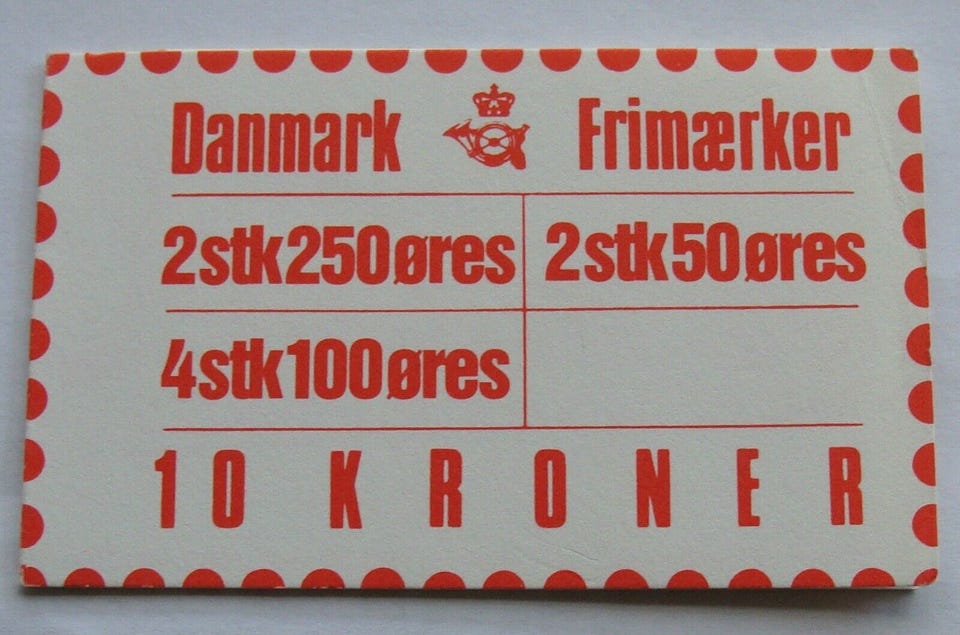 Danmark Frimærker
2stk250øres 2stk50øres
4stk100øres
10 KRONER